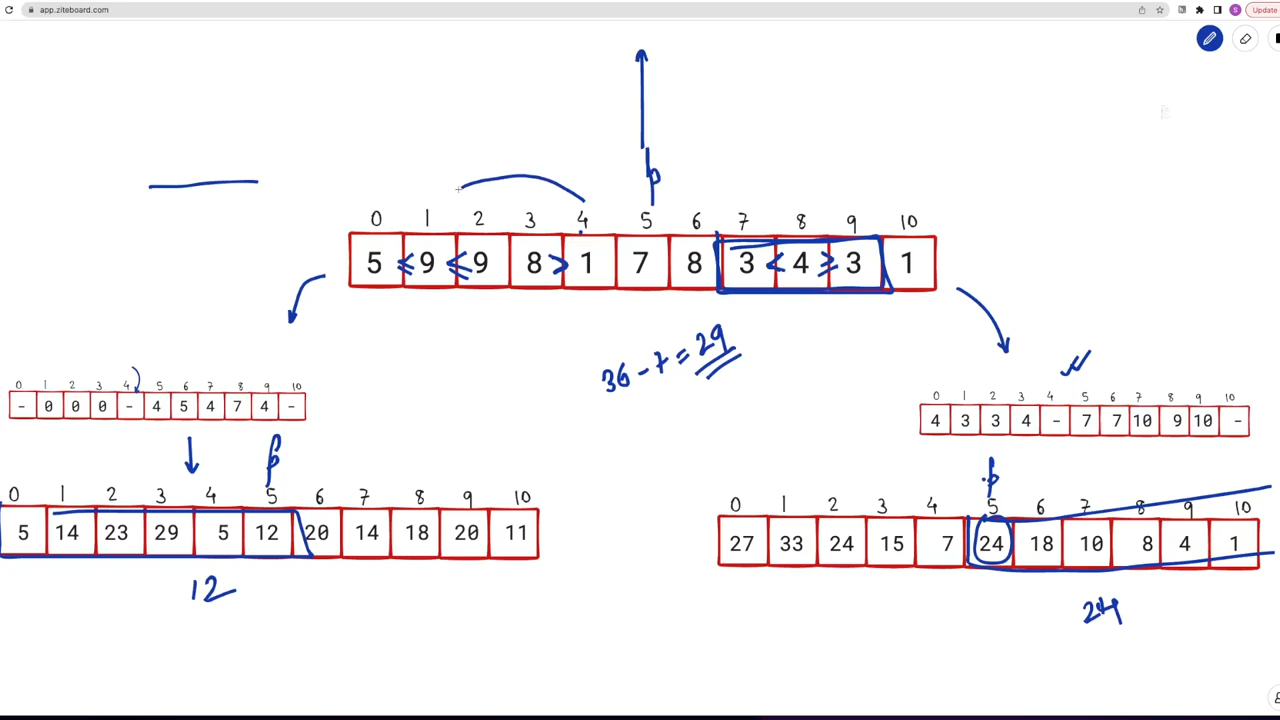 app.ziteboard.com
S
Update
p
0 1 2 3 4 5 6 7 8 9 10
5 ≤ 9 ≤ 9 8 > 1 7 8 3 < 4 ≥ 3 1
36 - 7 = 29
0 1 2 3 4 5 6 7 8 9 10
- 0 0 0 - 4 5 4 7 4 -
0 1 2 3 4 5 6 7 8 9 10
4 3 3 4 - 7 7 10 9 10 -
p
0 1 2 3 4 5 6 7 8 9 10
5 14 23 29 5 12 20 14 18 20 11
12
p
0 1 2 3 4 5 6 7 8 9 10
27 33 24 15 7 24 18 10 8 4 1
24